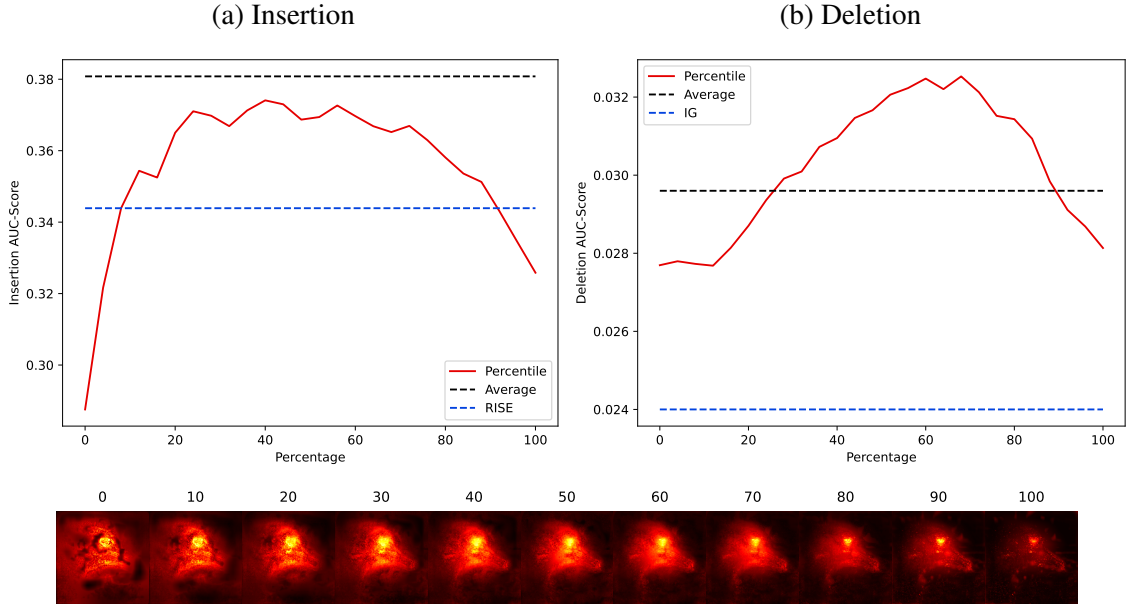 (a) Insertion
(b) Deletion
0.38
0.36
0.34
0.32
0.30
Insertion AUC-Score
Percentile
Average
RISE
0 20 40 60 80 100
Percentage
Percentile
Average
IG
0.032
0.030
0.028
0.026
0.024
Deletion AUC-Score
0 20 40 60 80 100
Percentage
0 10 20 30 40 50 60 70 80 90 100